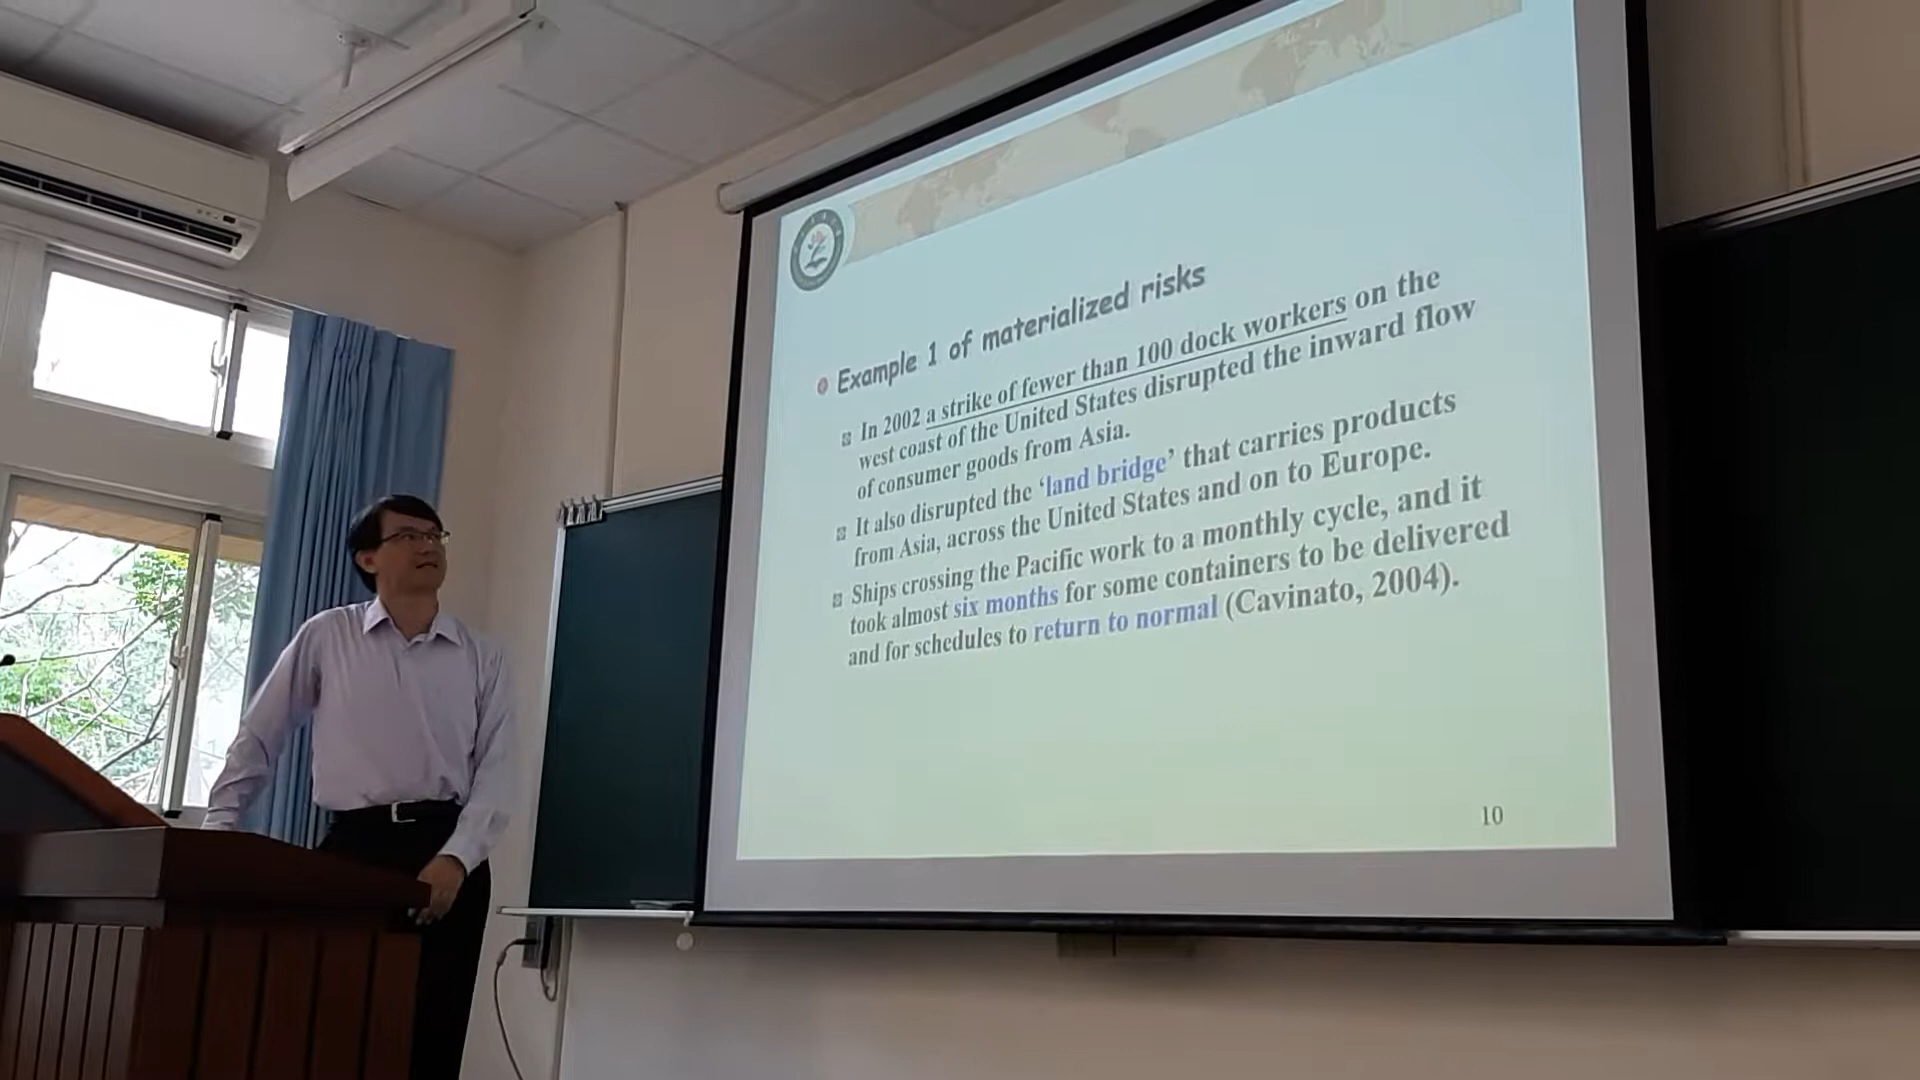 Example 1 of materialized risks
In 2002 a strike of fewer than 100 dock workers on the
west coast of the United States disrupted the inward flow
of consumer goods from Asia.
It also disrupted the ‘land bridge’ that carries products
from Asia, across the United States and on to Europe.
Ships crossing the Pacific work to a monthly cycle, and it
took almost six months for some containers to be delivered
and for schedules to return to normal (Cavinato, 2004).
10